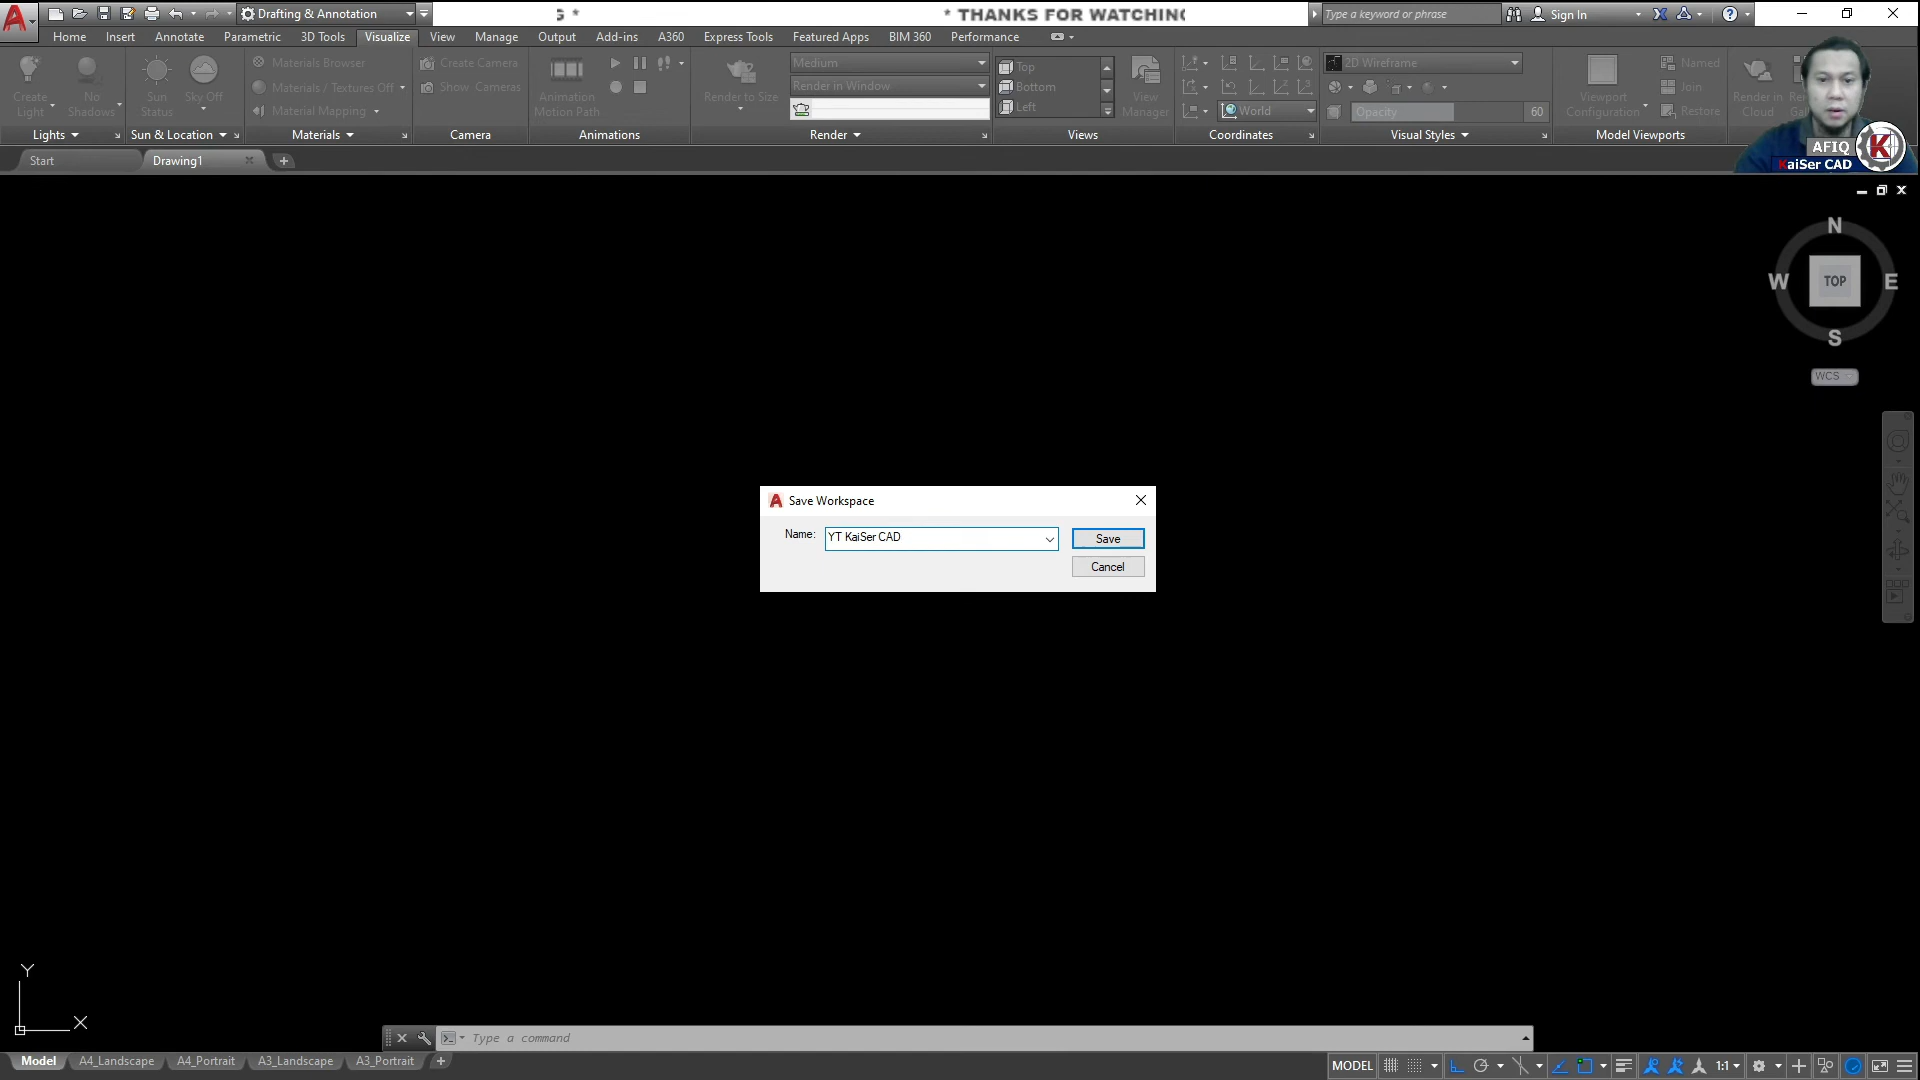 Drafting & Annotation
G *
* THANKS FOR WATCHING
Type a keyword or phrase
Sign In
Home
Insert
Annotate
Parametric
3D Tools
Visualize
View
Manage
Output
Add-ins
A360
Express Tools
Featured Apps
BIM 360
Performance
Create
Light
No
Shadows
Sun
Status
Sky Off
Materials Browser
Materials / Textures Off
Material Mapping
Create Camera
Show Cameras
Animation
Motion Path
Render to Size
Medium
Render in Window
Top
Bottom
Left
View
Manager
World
2D Wireframe
Opacity
60
Viewport
Configuration
Named
Join
Restore
Render in
Cloud
Lights
Sun & Location
Materials
Camera
Animations
Render
Views
Coordinates
Visual Styles
Model Viewports
AFIQ
KaiSer CAD
Start
Drawing1
N
W
TOP
E
S
WCS
Save Workspace
Name:
YT KaiSer CAD
Save
Cancel
Y
X
Type a command
Model
A4_Landscape
A4_Portrait
A3_Landscape
A3_Portrait
MODEL
1:1